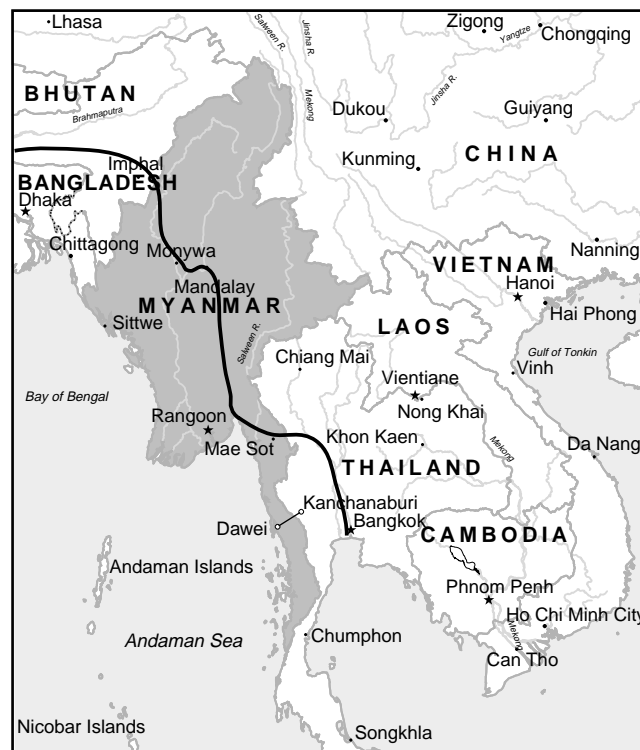 Lhasa
Salween R.
Jinsha R.
Zigong
Yangtze
Chongqing
BHUTAN
Brahmaputra
Mekong
Dukou
Jinsha R.
Guiyang
Imphal
Kunming
CHINA
BANGLADESH
Dhaka
Chittagong
Monywa
Nanning
VIETNAM
Hanoi
Mandalay
MYANMAR
Hai Phong
Sittwe
Salween R.
LAOS
Chiang Mai
Gulf of Tonkin
Vientiane
Vinh
Bay of Bengal
Nong Khai
Rangoon
Mae Sot
Khon Kaen
Mekong
Da Nang
THAILAND
Kanchanaburi
Dawei
Bangkok
CAMBODIA
Andaman Islands
Phnom Penh
Ho Chi Minh City
Mekong
Andaman Sea
Chumphon
Can Tho
Nicobar Islands
Songkhla